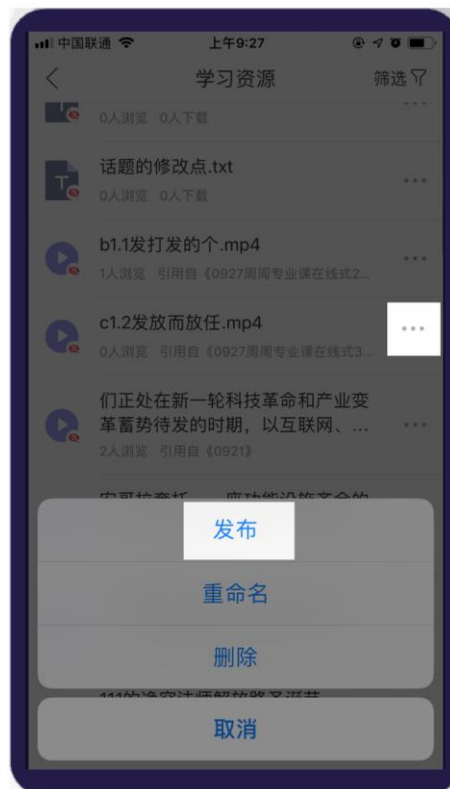 中国联通 上午9:27
学习资源 筛选
0人浏览 0人下载
话题的修改点.txt
0人浏览 0人下载
b1.1发打发的个.mp4
1人浏览 引用自《0927周周专业课在线式2...
c1.2发放而放任.mp4
0人浏览 引用自《0927周周专业课在线式3...
们正处在新一轮科技革命和产业变
革蓄势待发的时期，以互联网、...
2人浏览 引用自《0921》
发布
重命名
删除
取消